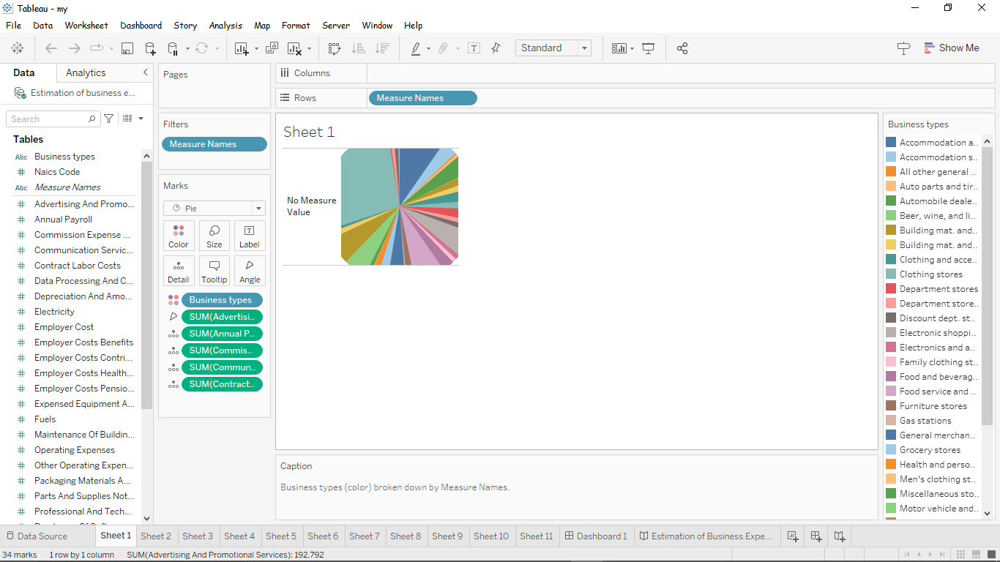 Tableau - my
File Data Worksheet Dashboard Story Analysis Map Format Server Window Help
Standard
Show Me
Data Analytics
Estimation of business e...
Search
Tables
Abc Business types
Naics Code
Abc Measure Names
Advertising And Promo...
Annual Payroll
Commission Expense ...
Communication Servic...
Contract Labor Costs
Data Processing And C...
Depreciation And Amo...
Electricity
Employer Cost
Employer Costs Benefits
Employer Costs Contri...
Employer Costs Health...
Employer Costs Pensio...
Expensed Equipment A...
Fuels
Maintenance Of Buildin...
Operating Expenses
Other Operating Expen...
Packaging Materials A...
Parts And Supplies Not...
Professional And Tech...
Pages
Filters
Measure Names
Marks
Pie
Color Size Label
Detail Tooltip Angle
Business types
SUM(Advertisi..
SUM(Annual P..
SUM(Commis..
SUM(Commun..
SUM(Contract..
Columns
Rows Measure Names
Sheet 1
No Measure
Value
Caption
Business types (color) broken down by Measure Names.
Business types
Accommodation a..
Accommodation s..
All other general ..
Auto parts and tir..
Automobile deale..
Beer, wine, and li..
Building mat. and..
Building mat. and..
Clothing and acce..
Clothing stores
Department stores
Department store..
Discount dept. st..
Electronic shoppi..
Electronics and a..
Family clothing st..
Food and beverag..
Food service and ..
Furniture stores
Gas stations
General merchan..
Grocery stores
Health and perso..
Men's clothing st..
Miscellaneous sto..
Motor vehicle and..
Data Source Sheet 1 Sheet 2 Sheet 3 Sheet 4 Sheet 5 Sheet 6 Sheet 7 Sheet 8 Sheet 9 Sheet 10 Sheet 11 Dashboard 1 Estimation of Business Expe...
34 marks 1 row by 1 column SUM(Advertising And Promotional Services): 192,792